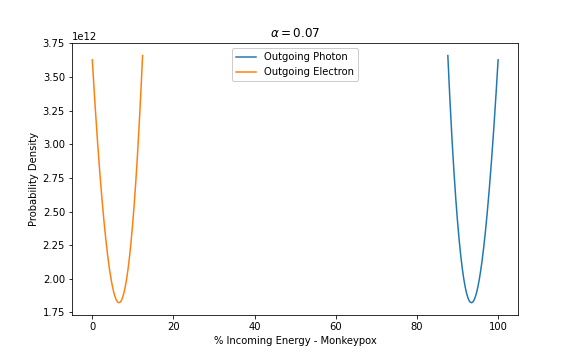 α = 0.07
1e12
3.75
3.50
3.25
3.00
2.75
2.50
2.25
2.00
1.75
Probability Density
Outgoing Photon
Outgoing Electron
0 20 40 60 80 100
% Incoming Energy - Monkeypox